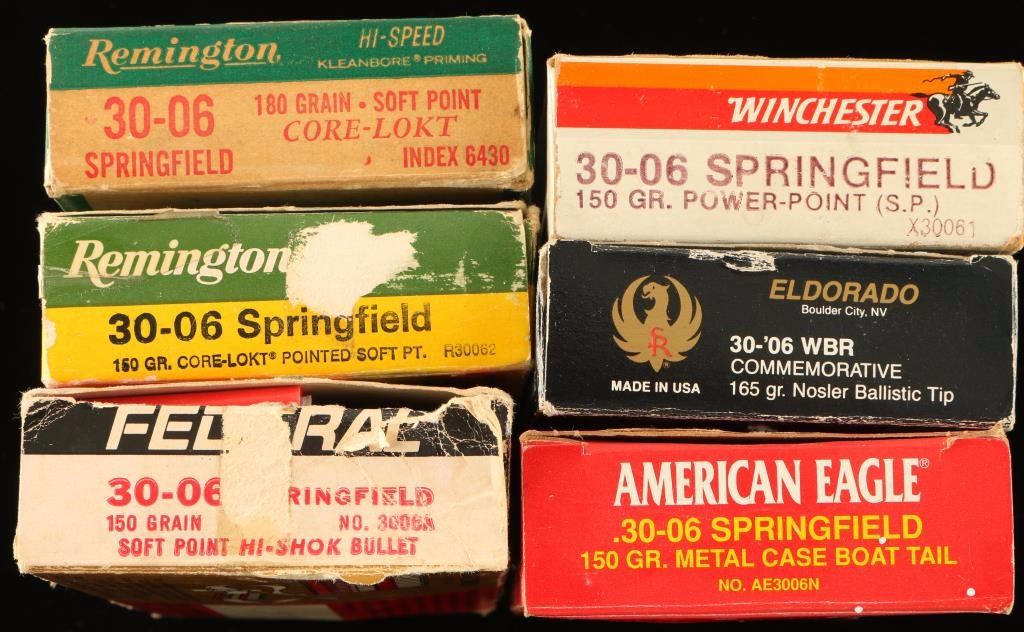 Remington
HI-SPEED
KLEANBORE® PRIMING
30-06
SPRINGFIELD
180 GRAIN • SOFT POINT
CORE-LOKT
INDEX 6430
Remington
30-06 Springfield
150 GR. CORE-LOKT® POINTED SOFT PT. R30062
FEDERAL
30-06 SPRINGFIELD
150 GRAIN NO. 3006A
SOFT POINT HI-SHOK BULLET
WINCHESTER
30-06 SPRINGFIELD
150 GR. POWER-POINT (S.P.)
X30061
ELDORADO
Boulder City, NV
SR
MADE IN USA
30-'06 WBR
COMMEMORATIVE
165 gr. Nosler Ballistic Tip
AMERICAN EAGLE®
.30-06 SPRINGFIELD
150 GR. METAL CASE BOAT TAIL
NO. AE3006N